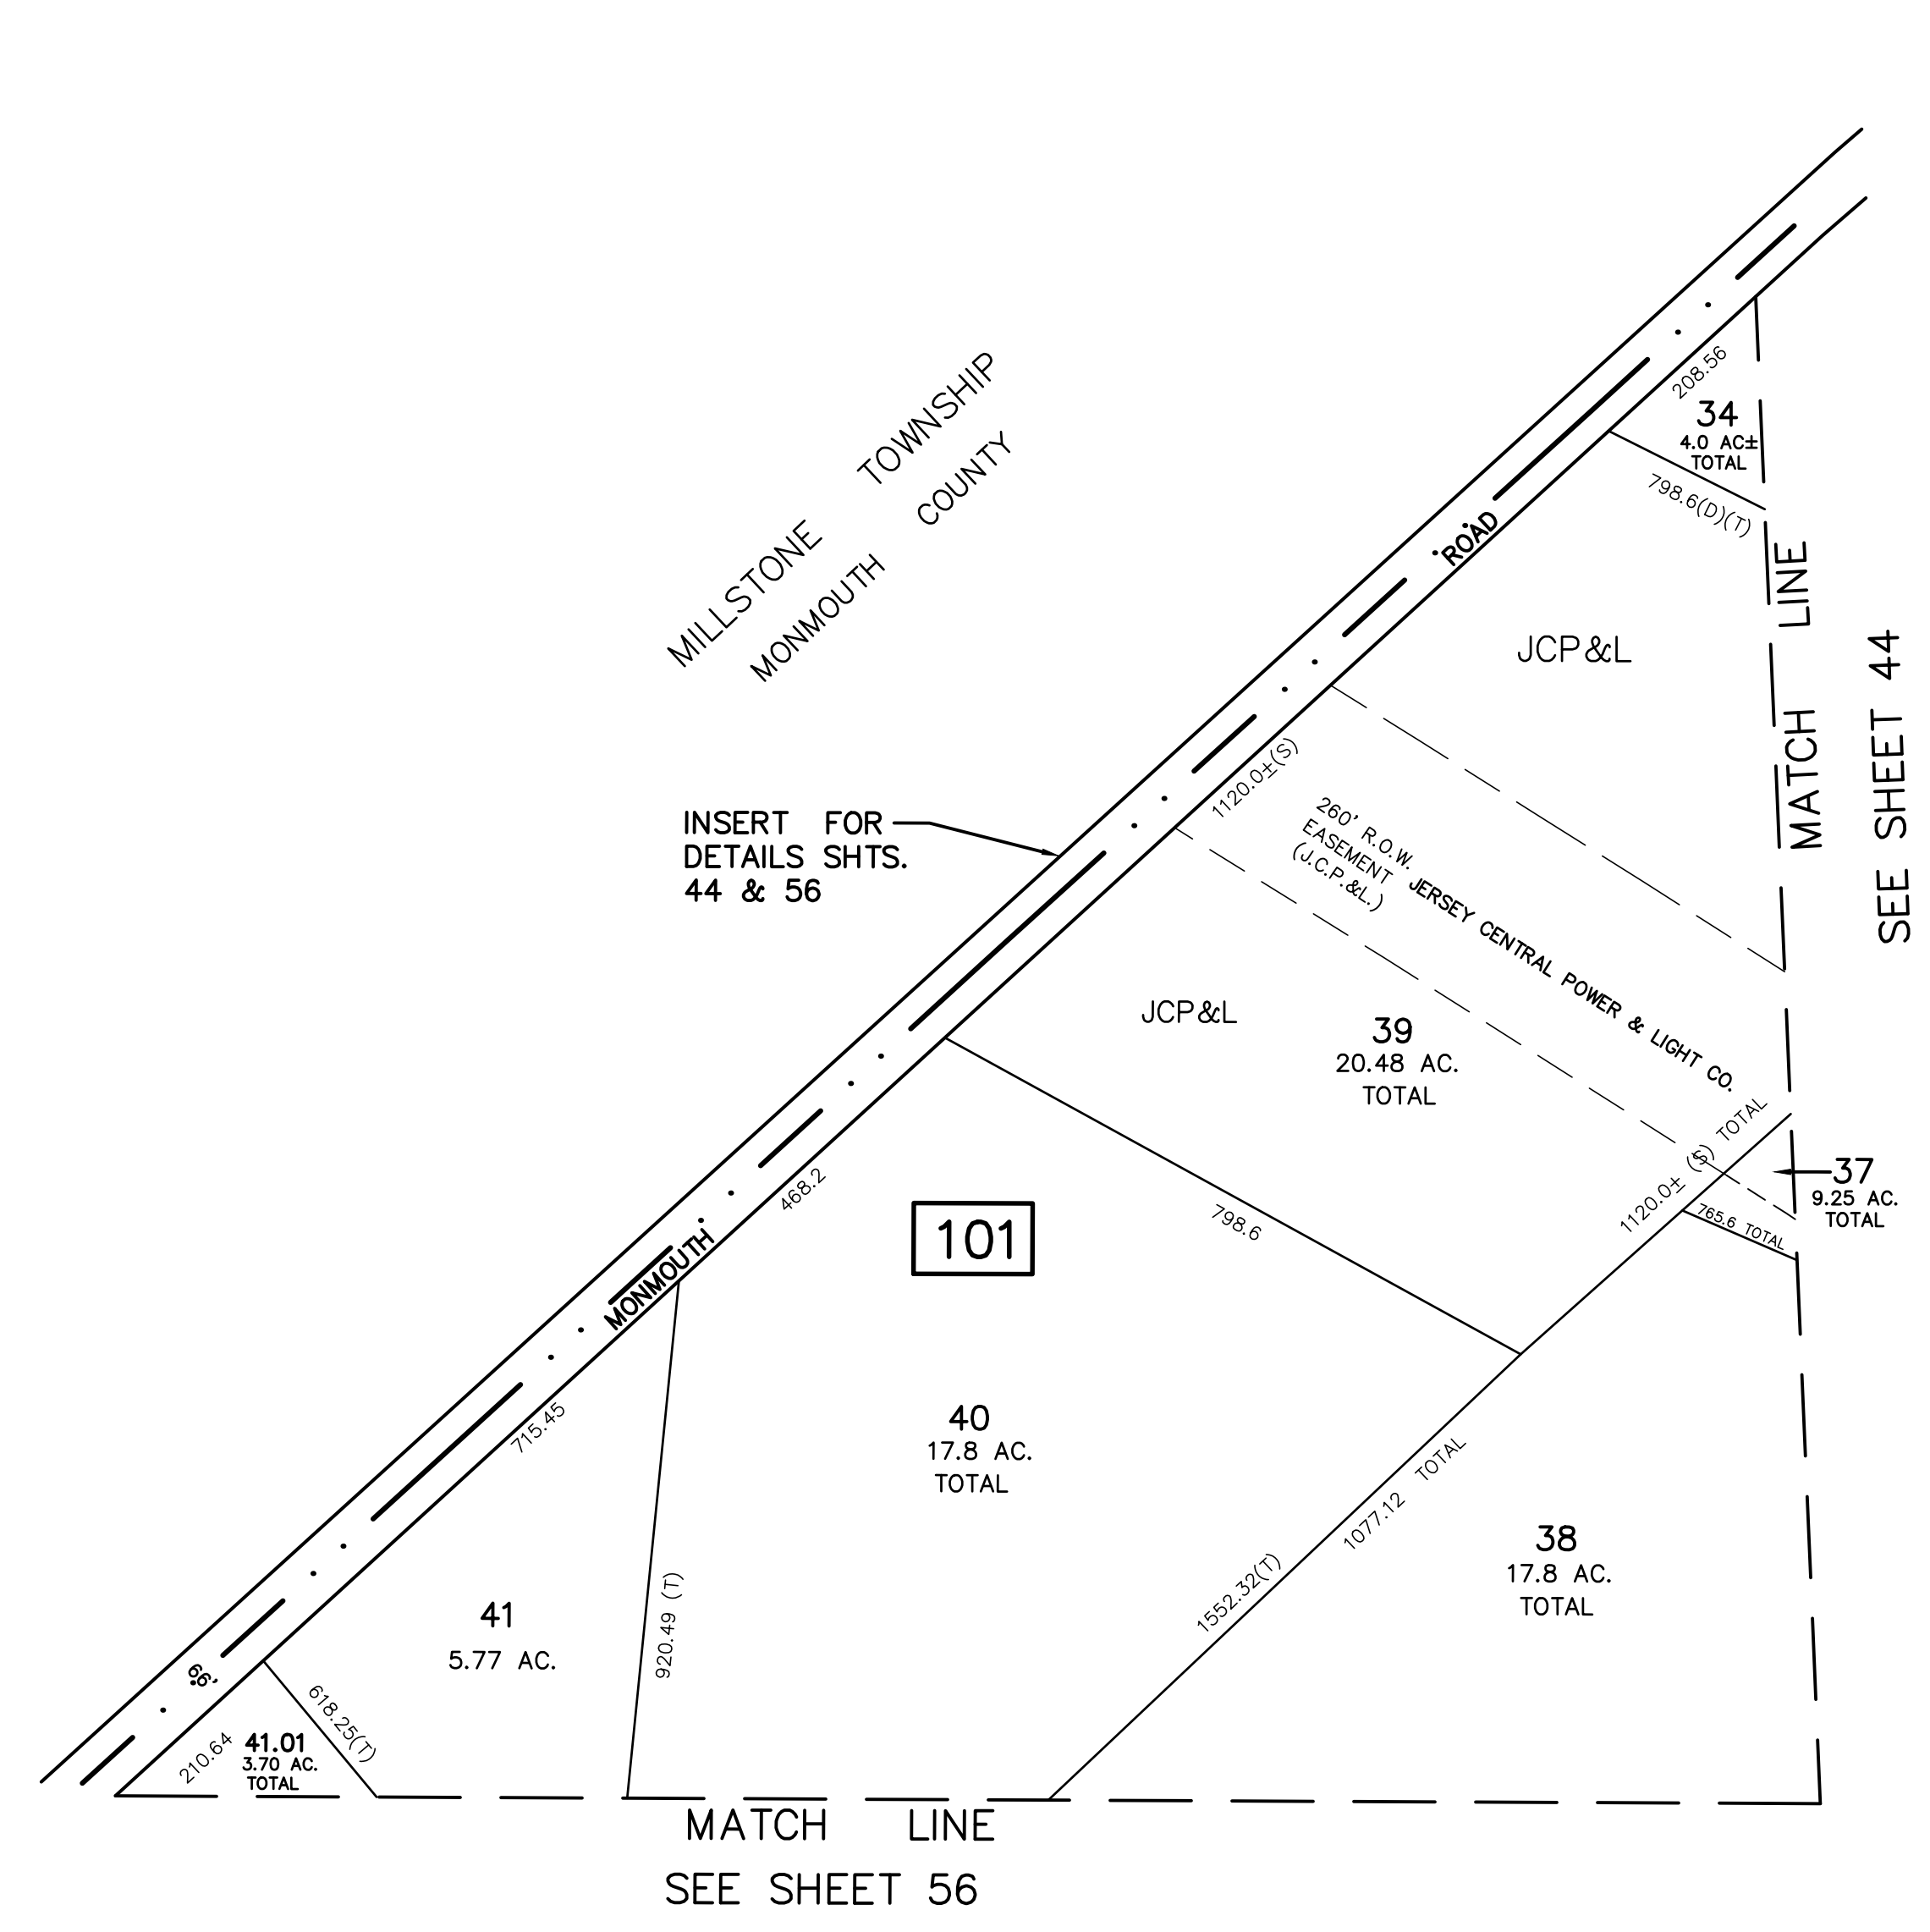 MILLSTONE TOWNSHIP
MONMOUTH COUNTY
208.56
34
4.0 AC±
TOTAL
798.6(D)(T)
ROAD
MATCH LINE
SEE SHEET 44
JCP&L
INSERT FOR
DETAILS SHTS.
44 & 56
1120.0±(S)
260' R.O.W.
EASEMENT JERSEY CENTRAL POWER & LIGHT CO.
(J.C.P.&L.)
JCP&L
39
20.48 AC.
TOTAL
1120.0± (S) TOTAL
37
9.25 AC.
TOTAL
765.6 TOTAL
468.2
101
798.6
MONMOUTH
715.45
40
17.8 AC.
TOTAL
1077.12 TOTAL
1552.32(T)
38
17.8 AC.
TOTAL
41
5.77 AC.
920.49 (T)
66'
618.25(T)
210.64
41.01
3.70 AC.
TOTAL
MATCH LINE
SEE SHEET 56